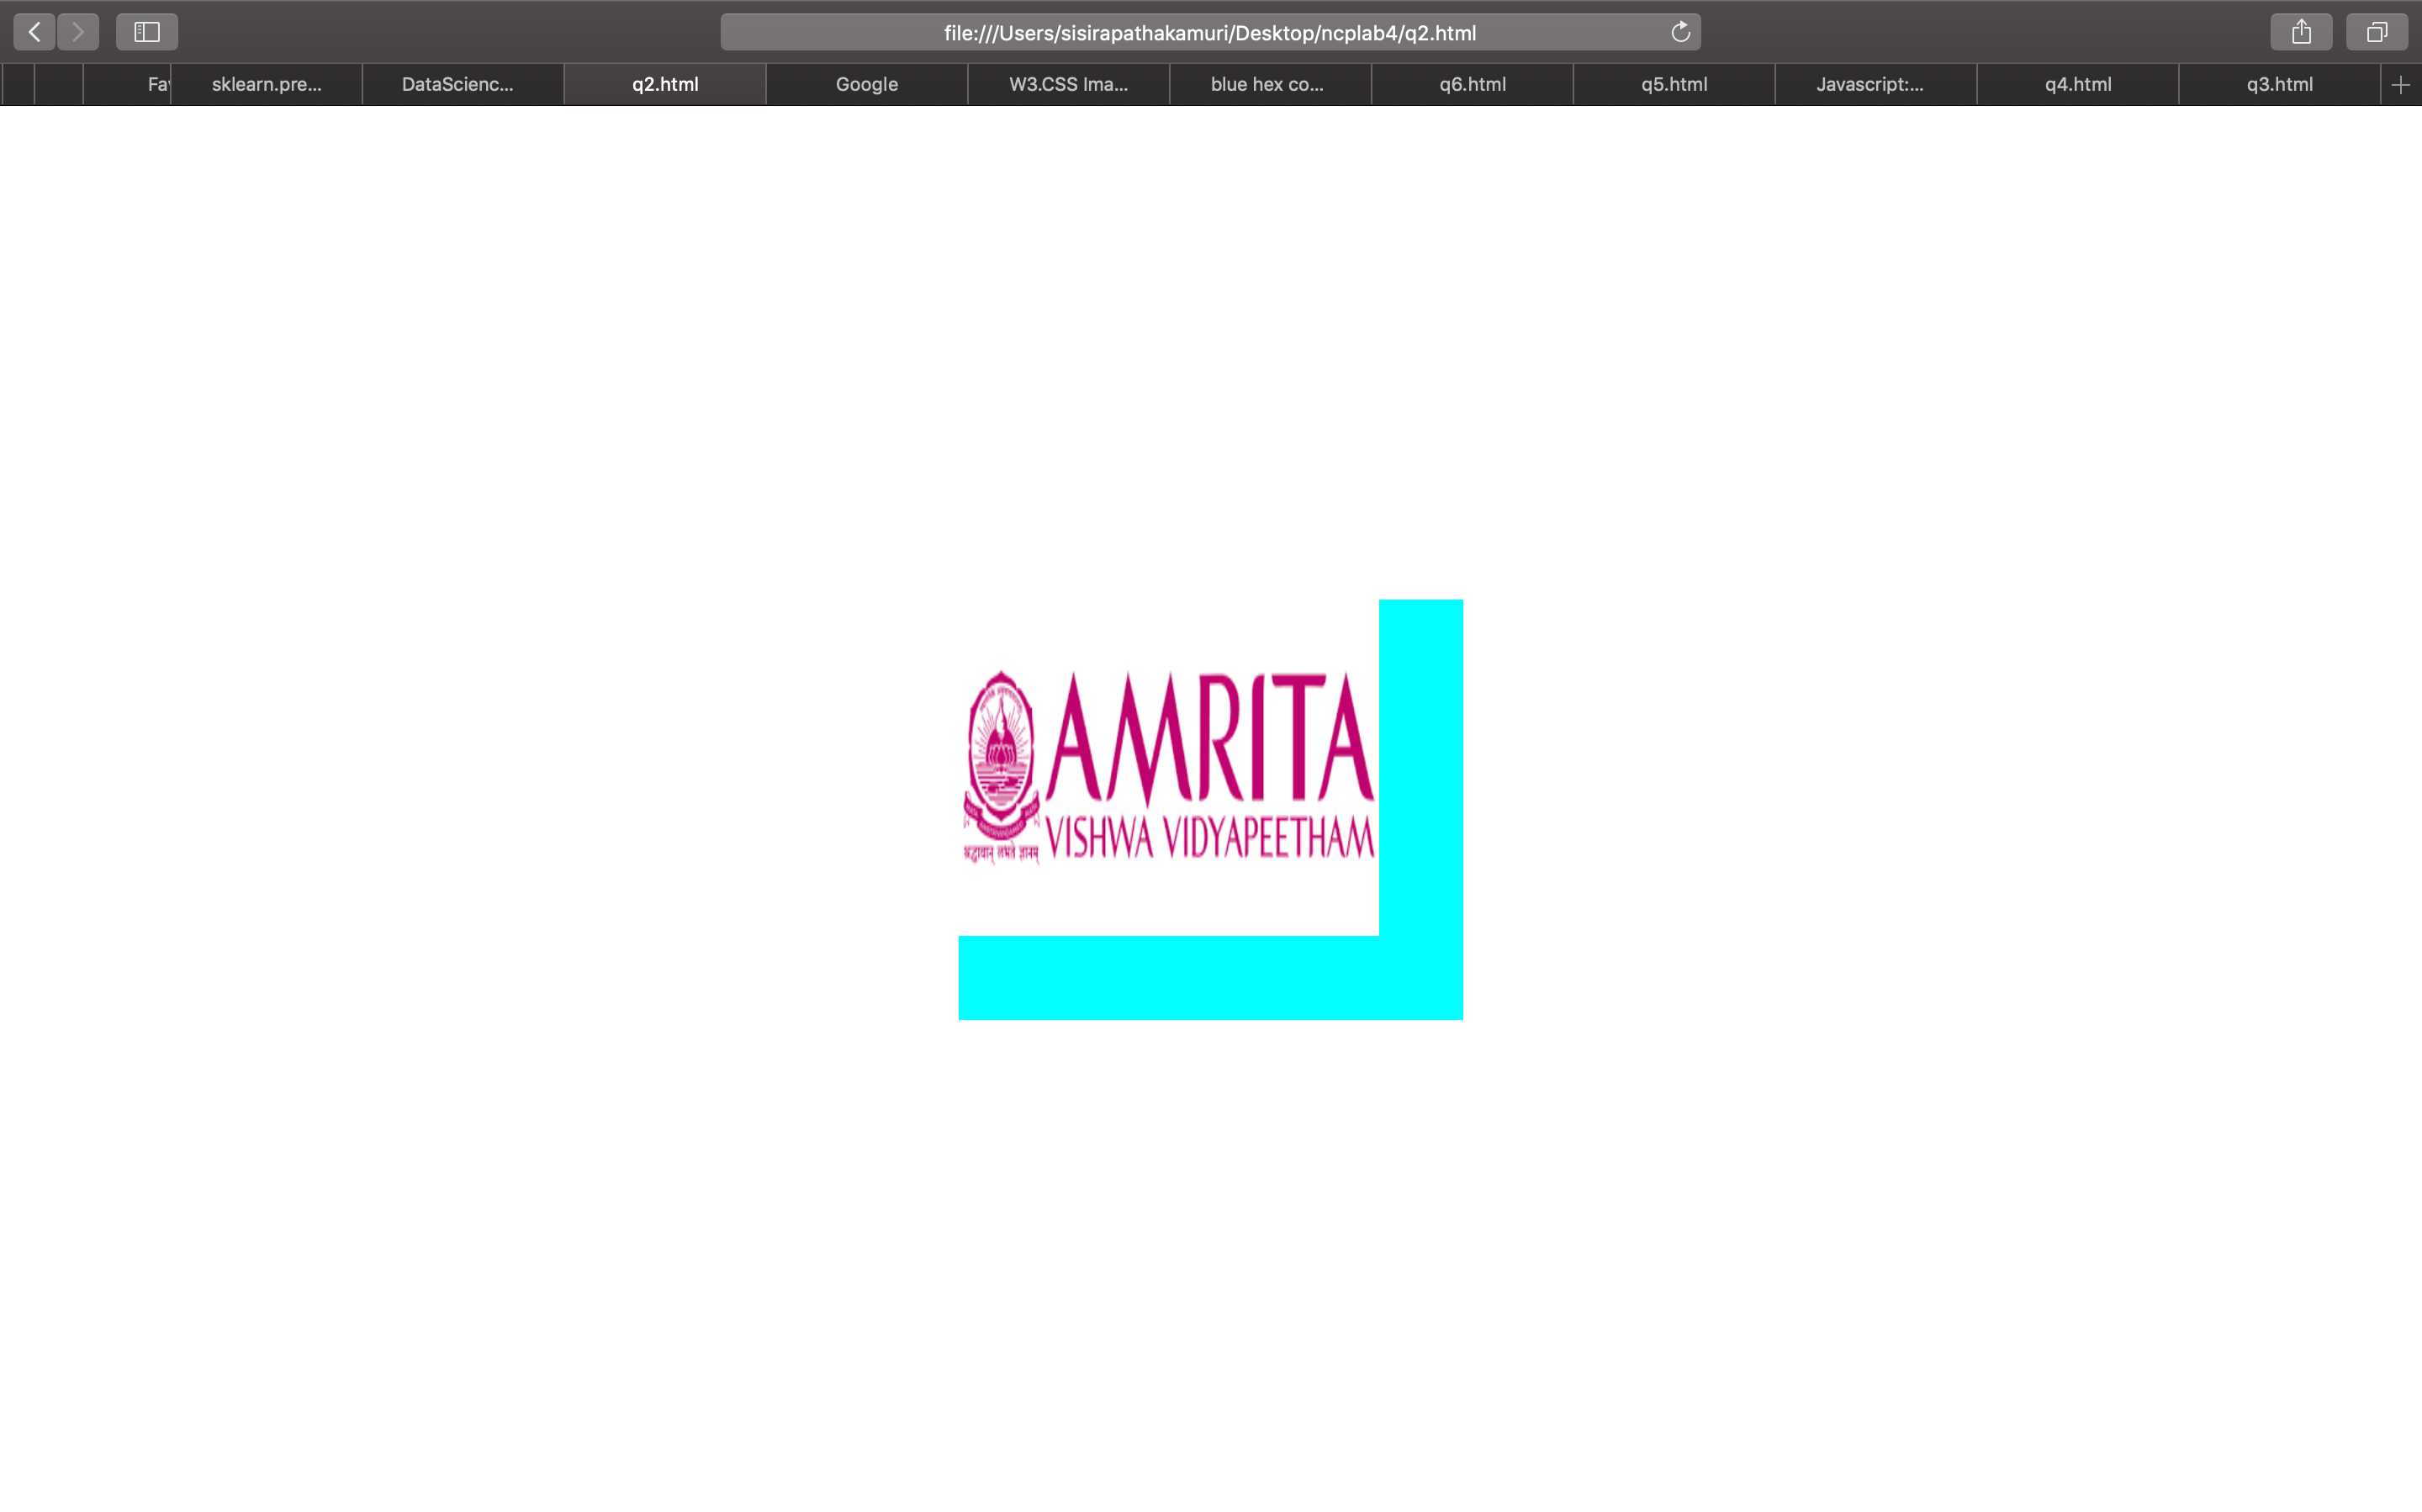 file:///Users/sisirapathakamuri/Desktop/ncplab4/q2.html
Fa
sklearn.pre...
DataScienc...
q2.html
Google
W3.CSS Ima...
blue hex co...
q6.html
q5.html
Javascript:...
q4.html
q3.html
AMRITA
VISHWA VIDYAPEETHAM
श्रद्धावान् लभते ज्ञानम्